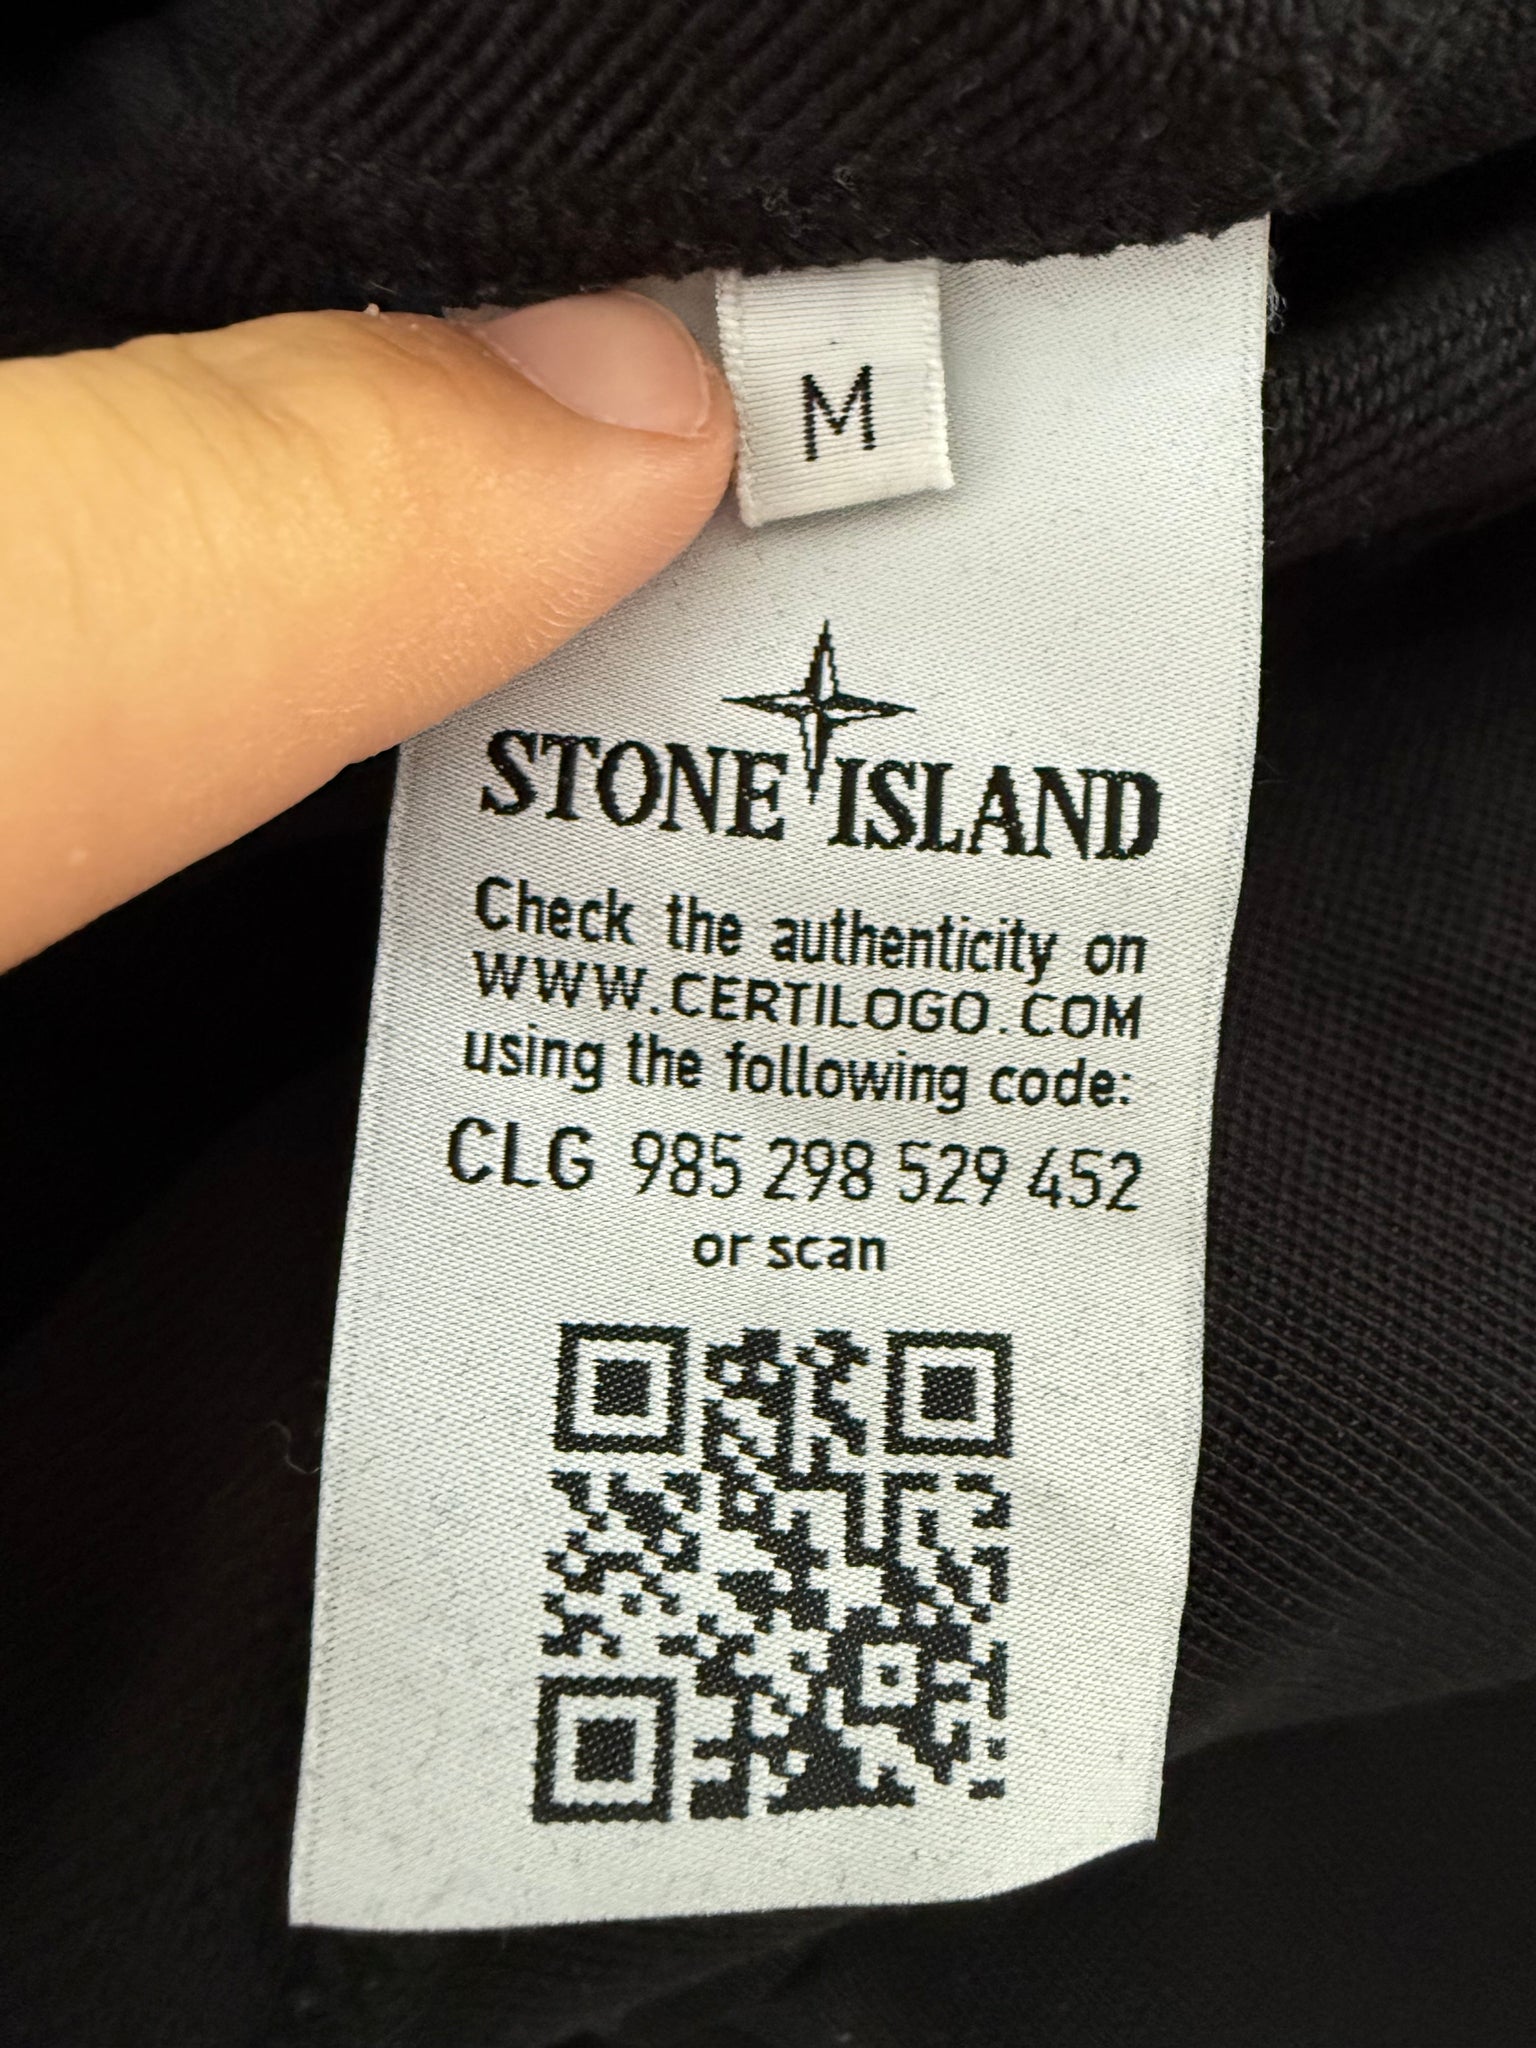 M
STONE ISLAND
Check the authenticity on
WWW.CERTILOGO.COM
using the following code:
CLG 985 298 529 452
or scan